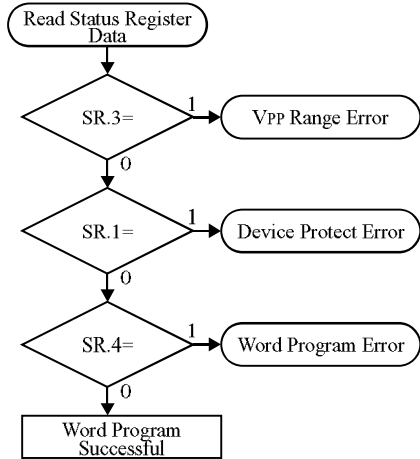 Read Status Register
Data
SR.3=
1
VPP Range Error
0
SR.1=
1
Device Protect Error
0
SR.4=
1
Word Program Error
0
Word Program
Successful